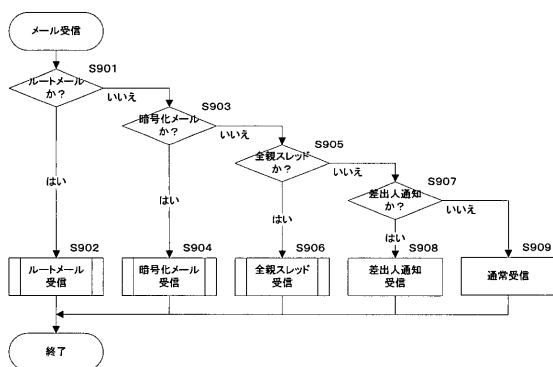 メール受信
S901
ルートメール
か？
いいえ
S903
暗号化メール
か？
いいえ
S905
全親スレッド
か？
いいえ
S907
差出人通知
か？
いいえ
はい
はい
はい
はい
S902
ルートメール
受信
S904
暗号化メール
受信
S906
全親スレッド
受信
S908
差出人通知
受信
S909
通常受信
終了